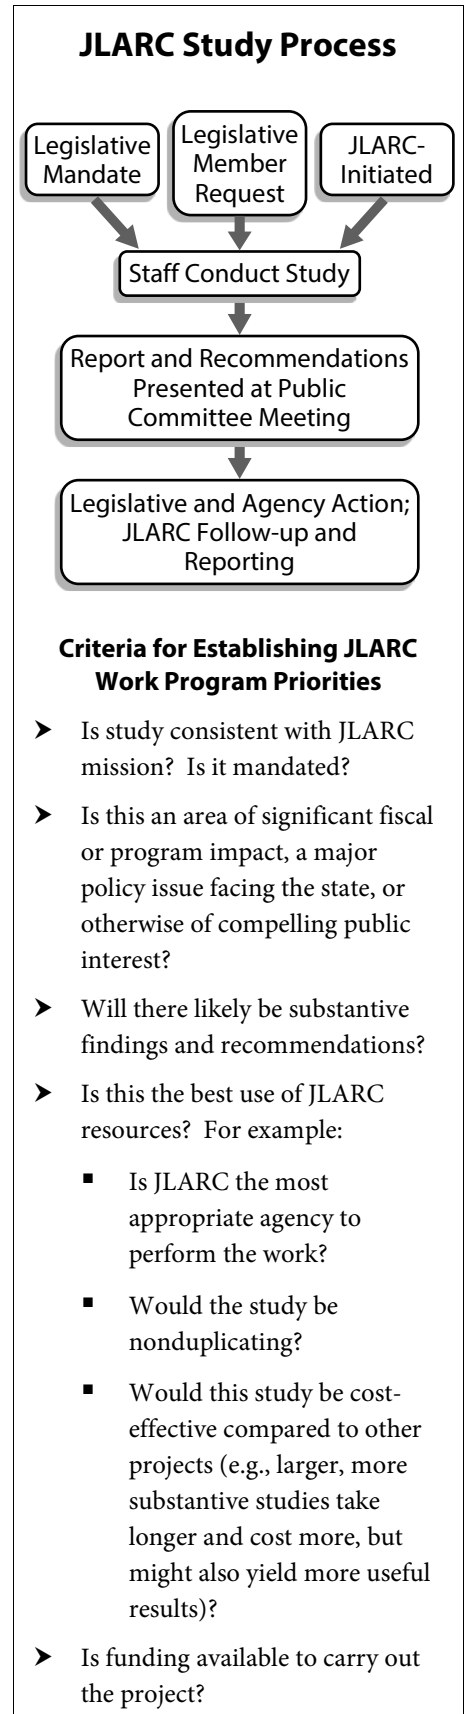 JLARC Study Process
Legislative
Mandate
Legislative
Member
Request
JLARC-
Initiated
Staff Conduct Study
Report and Recommendations
Presented at Public
Committee Meeting
Legislative and Agency Action;
JLARC Follow-up and
Reporting
Criteria for Establishing JLARC
Work Program Priorities
➤ Is study consistent with JLARC
mission?  Is it mandated?
➤ Is this an area of significant fiscal
or program impact, a major
policy issue facing the state, or
otherwise of compelling public
interest?
➤ Will there likely be substantive
findings and recommendations?
➤ Is this the best use of JLARC
resources?  For example:
▪ Is JLARC the most
appropriate agency to
perform the work?
▪ Would the study be
nonduplicating?
▪ Would this study be cost-
effective compared to other
projects (e.g., larger, more
substantive studies take
longer and cost more, but
might also yield more useful
results)?
➤ Is funding available to carry out
the project?